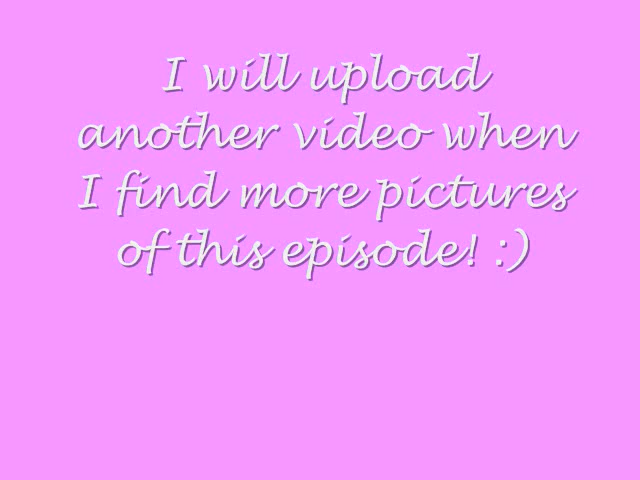 I will upload
another video when
I find more pictures
of this episode! :)